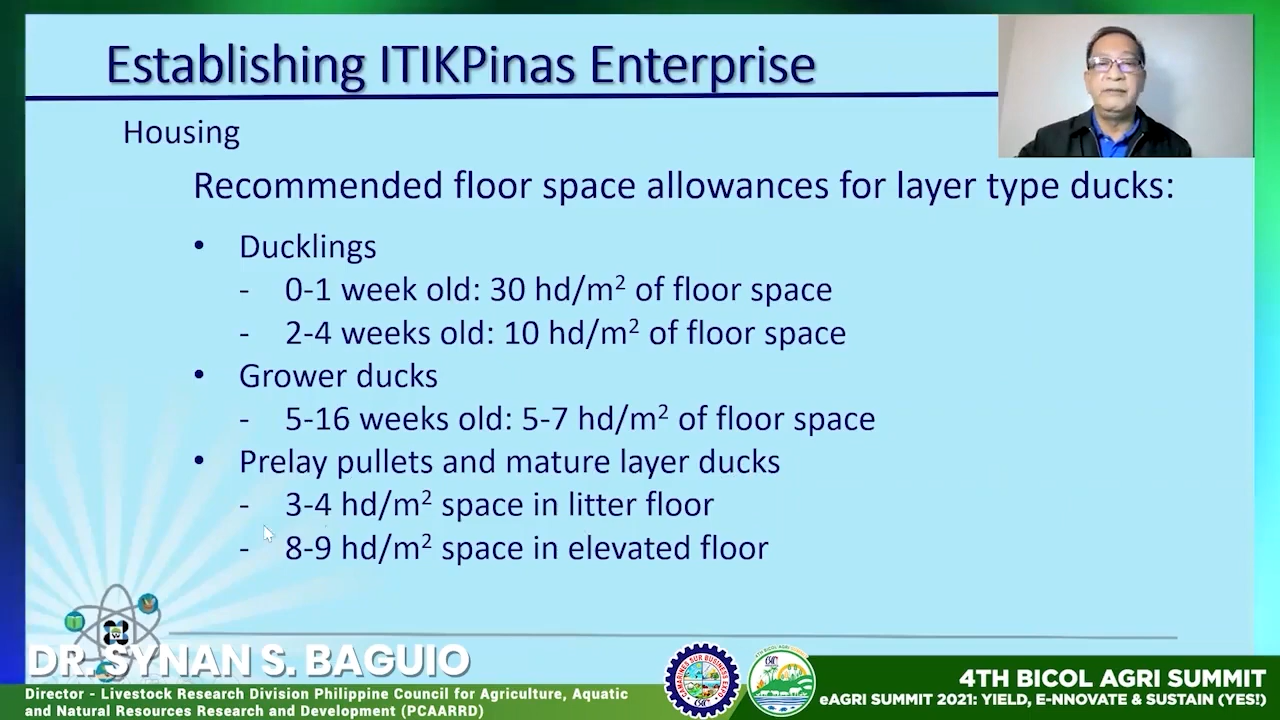 Establishing ITIKPinas Enterprise
Housing
Recommended floor space allowances for layer type ducks:
• Ducklings
- 0-1 week old: 30 hd/m² of floor space
- 2-4 weeks old: 10 hd/m² of floor space
• Grower ducks
- 5-16 weeks old: 5-7 hd/m² of floor space
• Prelay pullets and mature layer ducks
- 3-4 hd/m² space in litter floor
- 8-9 hd/m² space in elevated floor
DR. SYNAN S. BAGUIO
Director - Livestock Research Division Philippine Council for Agriculture, Aquatic
and Natural Resources Research and Development (PCAARRD)
4TH BICOL AGRI SUMMIT
eAGRI SUMMIT 2021: YIELD, E-NNOVATE & SUSTAIN (YES!)